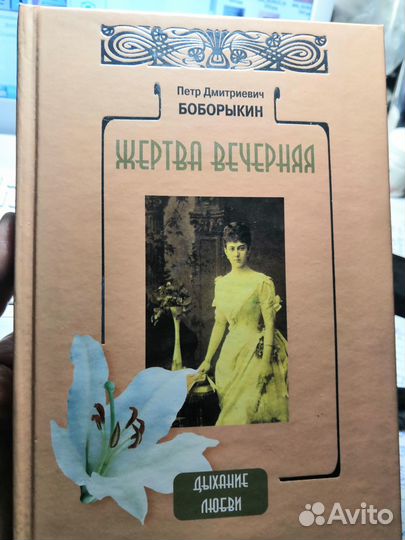 Петр Дмитриевич
БОБОРЫКИН
ЖЕРТВА ВЕЧЕРНЯЯ
ДЫХАНИЕ
ЛЮБВИ
Avito